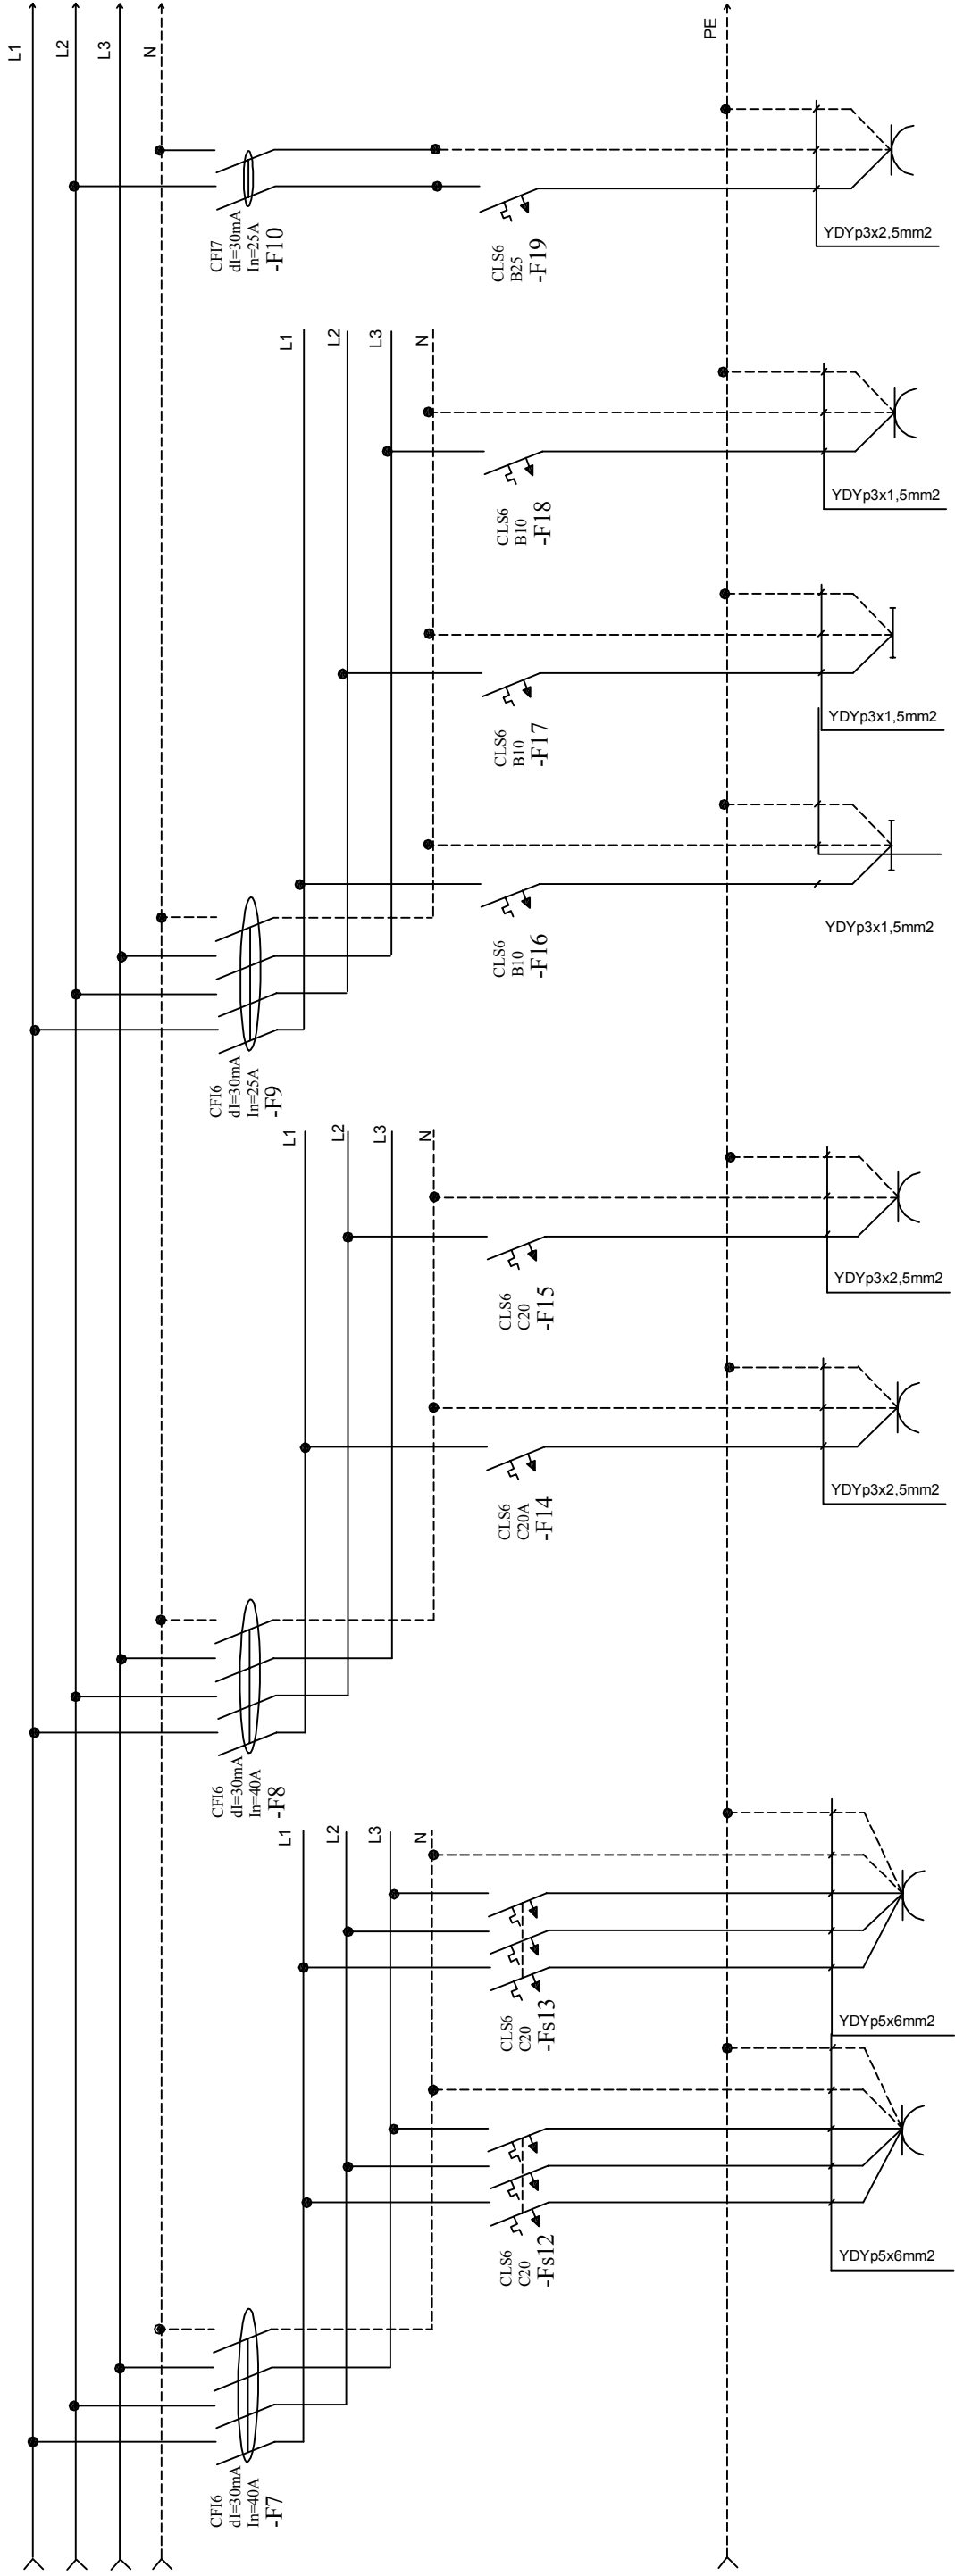 L1
L2
L3
N
PE
CFI7
dI=30mA
In=25A
-F10
CLS6
B25
-F19
YDYp3x2,5mm2
L1
L2
L3
N
CLS6
B10
-F18
YDYp3x1,5mm2
CLS6
B10
-F17
YDYp3x1,5mm2
CLS6
B10
-F16
YDYp3x1,5mm2
CFI6
dI=30mA
In=25A
-F9
L1
L2
L3
N
CLS6
C20
-F15
YDYp3x2,5mm2
CLS6
C20A
-F14
YDYp3x2,5mm2
CFI6
dI=30mA
In=40A
-F8
L1
L2
L3
N
CLS6
C20
-Fs13
YDYp5x6mm2
CLS6
C20
-Fs12
YDYp5x6mm2
CFI6
dI=30mA
In=40A
-F7